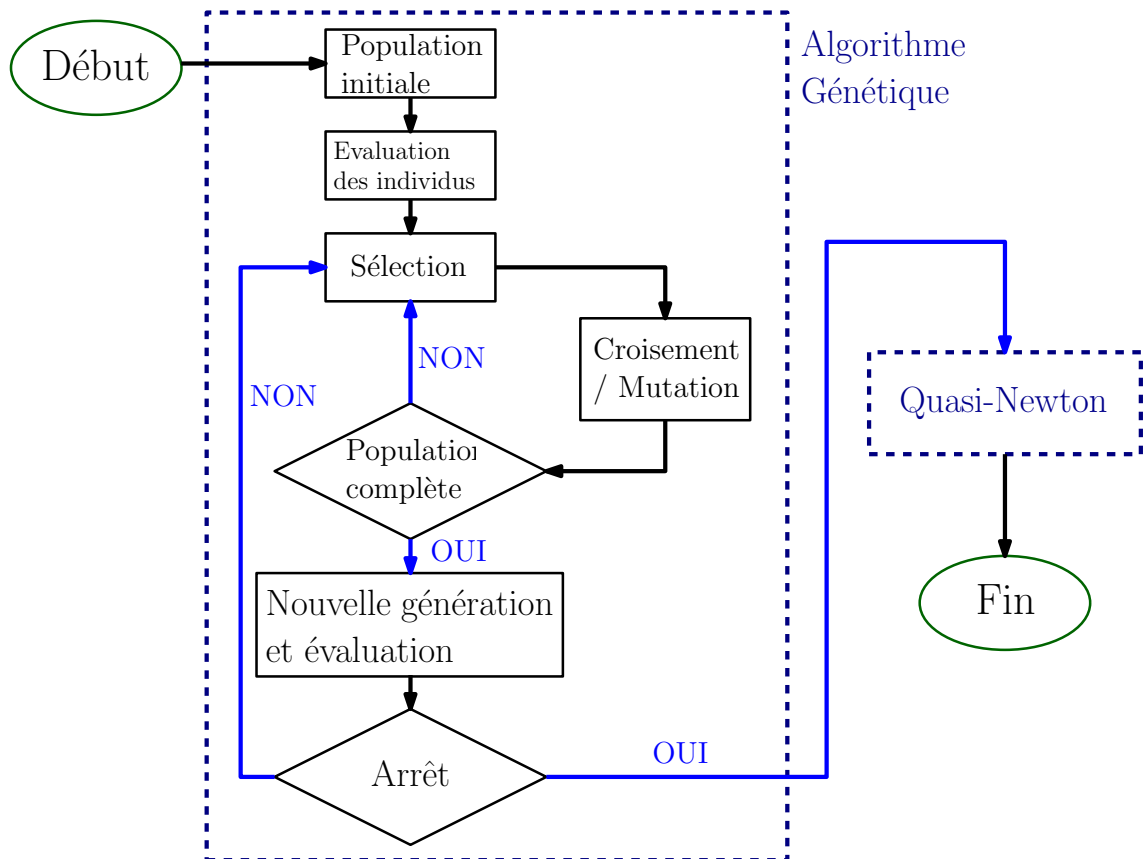 Début
Population
initiale
Algorithme
Génétique
Evaluation
des individus
Sélection
Croisement
/ Mutation
NON
NON
Quasi-Newton
Population
complète
OUI
Nouvelle génération
et évaluation
Fin
Arrêt
OUI